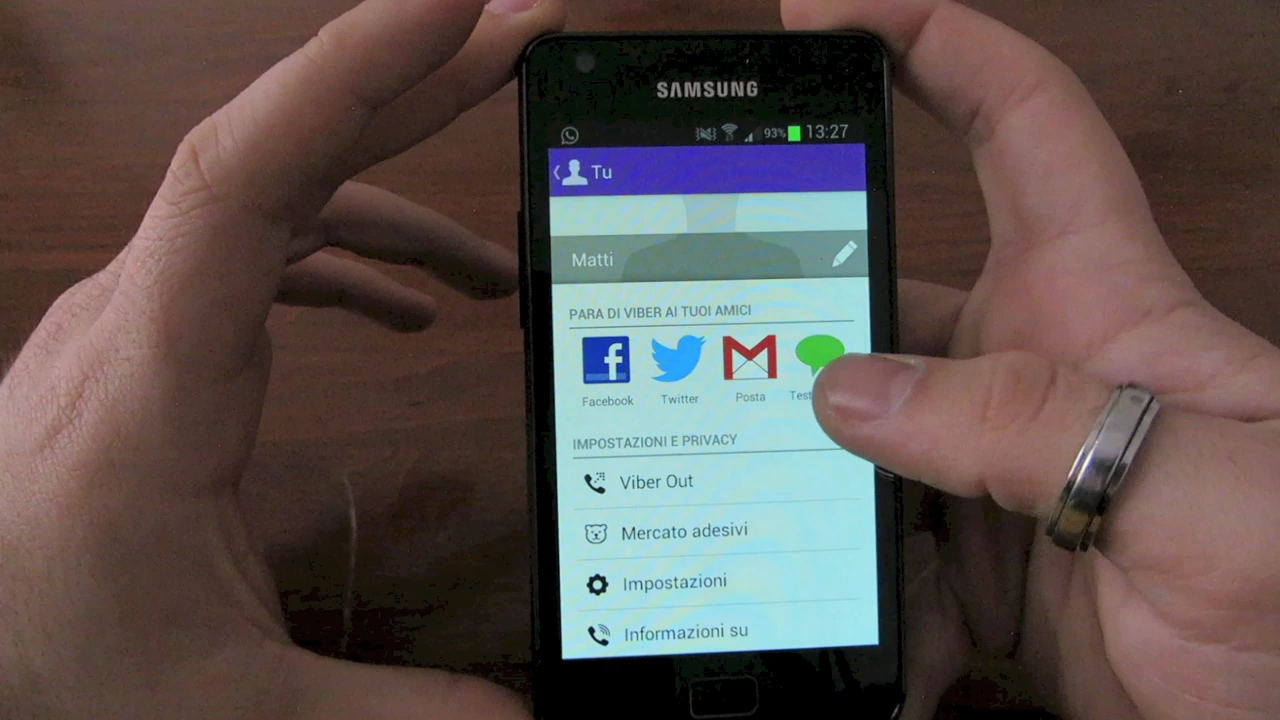 SAMSUNG
93% 13:27
Tu
Matti
PARA DI VIBER AI TUOI AMICI
Facebook Twitter Posta
IMPOSTAZIONI E PRIVACY
Viber Out
Mercato adesivi
Impostazioni
Informazioni su